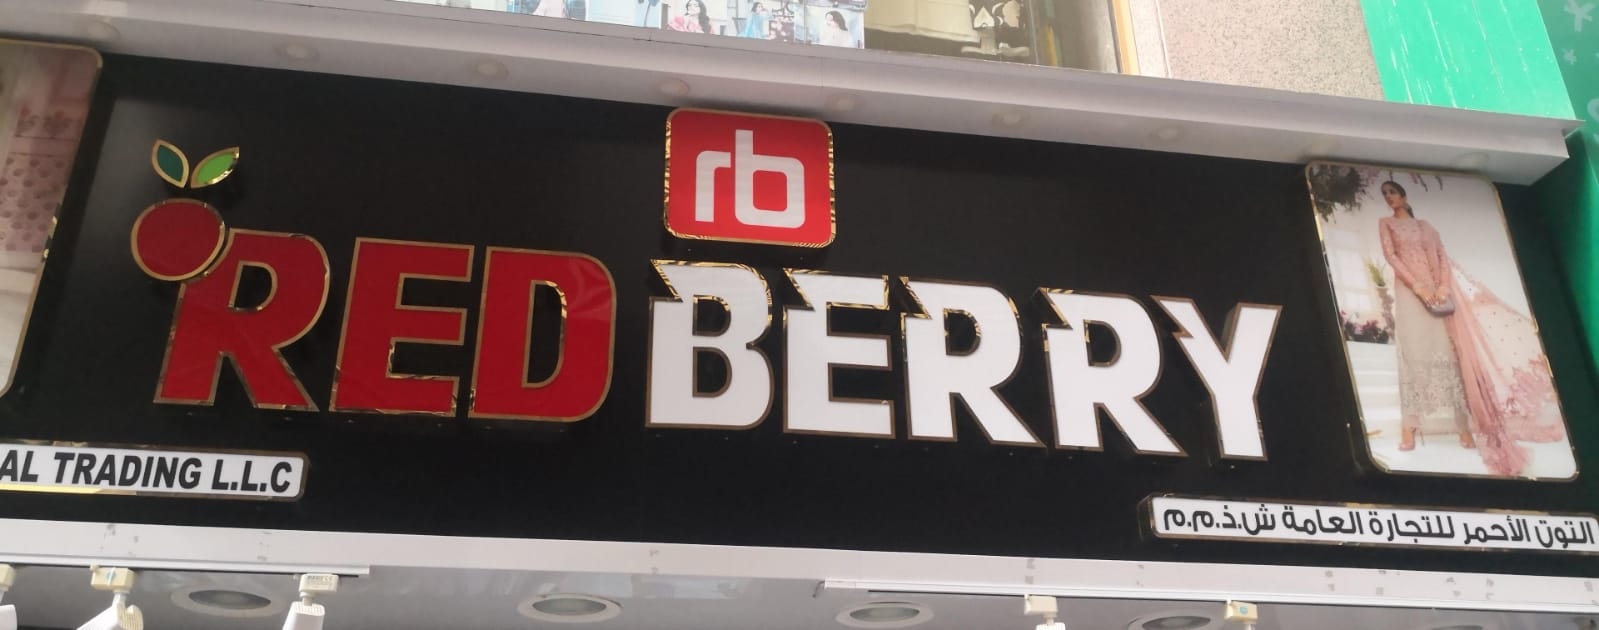 rb
RED BERRY
AL TRADING L.L.C
التوت الأحمر للتجارة العامة ش.ذ.م.م